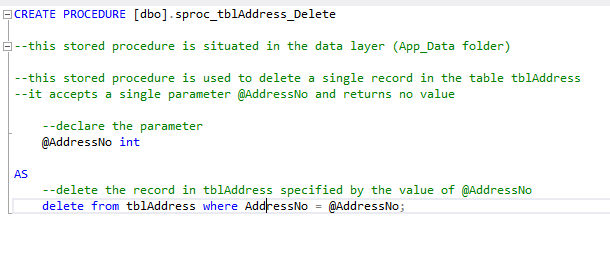 CREATE PROCEDURE [dbo].sproc_tblAddress_Delete
--this stored procedure is situated in the data layer (App_Data folder)
--this stored procedure is used to delete a single record in the table tblAddress
--it accepts a single parameter @AddressNo and returns no value
--declare the parameter
@AddressNo int
AS
--delete the record in tblAddress specified by the value of @AddressNo
delete from tblAddress where AddressNo = @AddressNo;